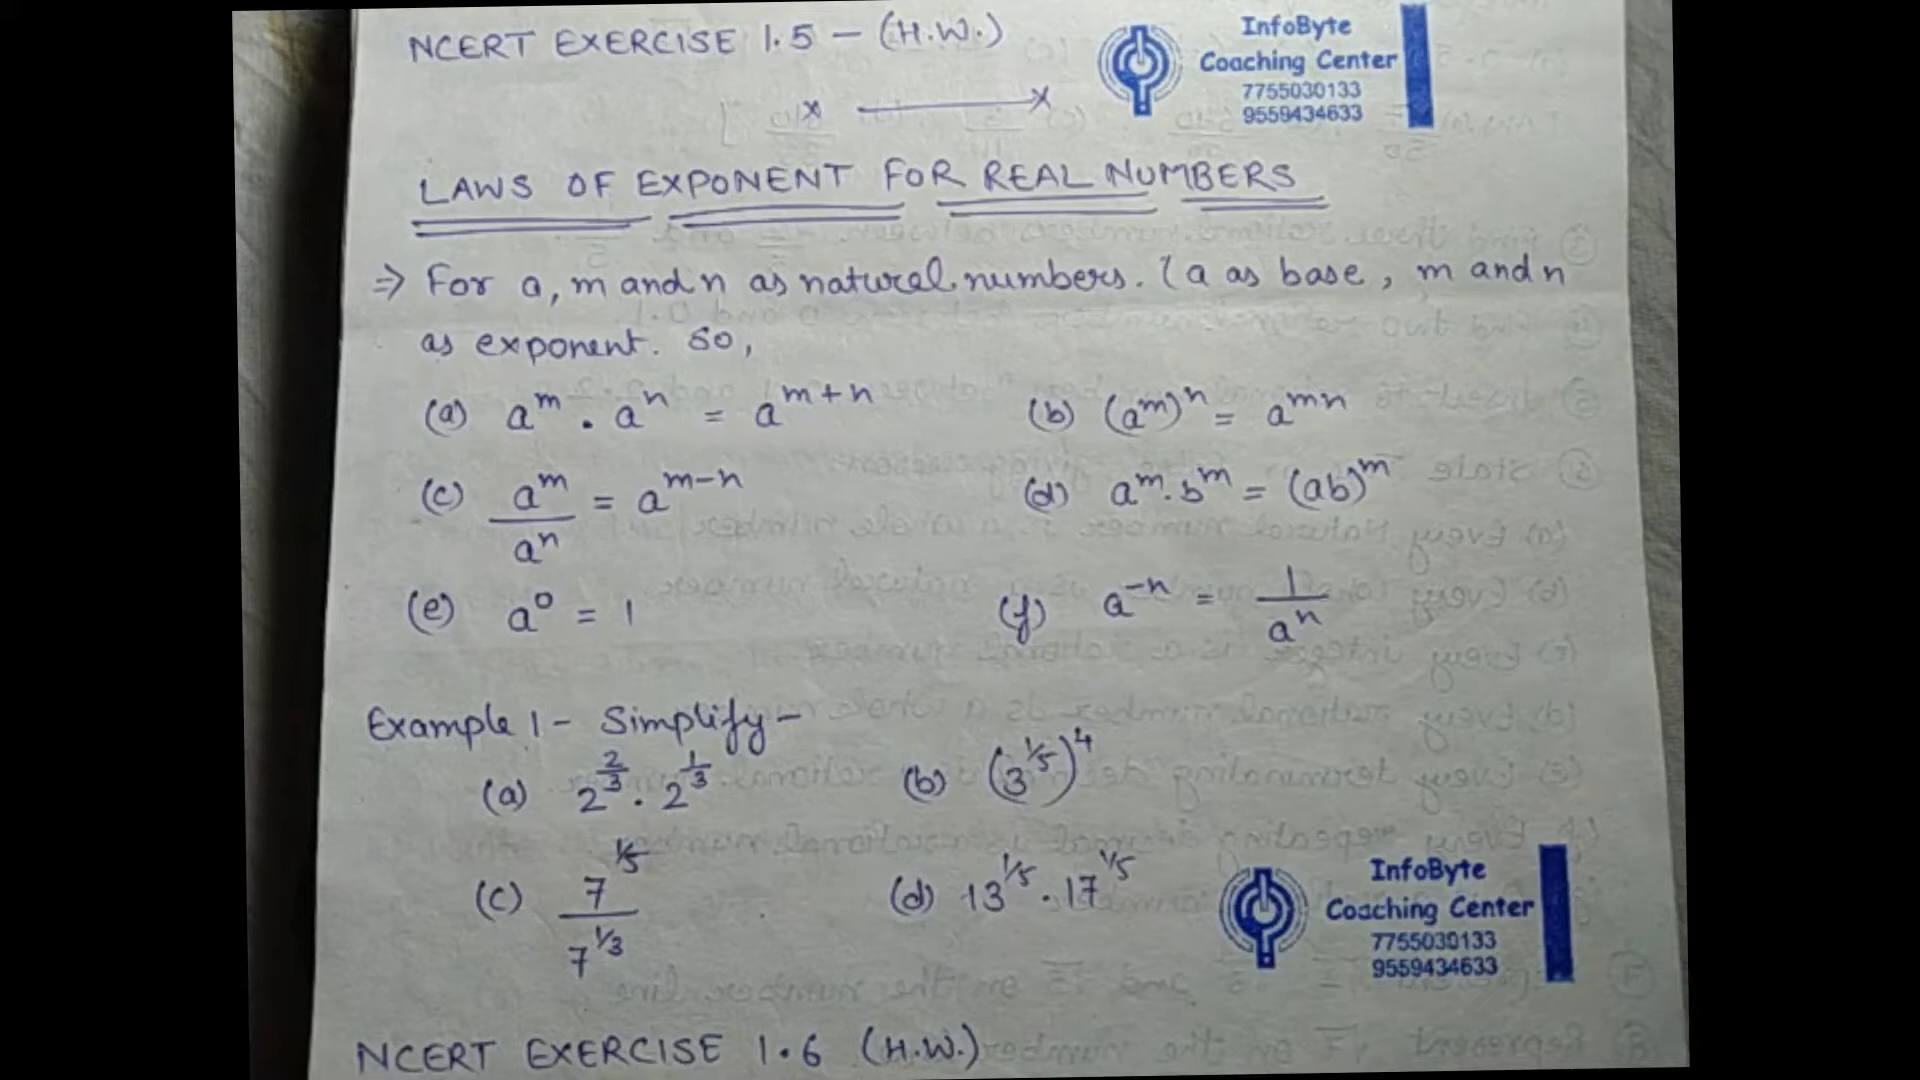 NCERT EXERCISE 1.5 – (H.W.)
InfoByte
Coaching Center
7755030133
9559434633
x ——— x
LAWS OF EXPONENT FOR REAL NUMBERS
⇒ For a, m and n as natural numbers. (a as base, m and n
as exponent. So,
(a) a^m . a^n = a^(m+n) (b) (a^m)^n = a^(mn)
(c) a^m / a^n = a^(m-n) (d) a^m . b^m = (ab)^m
(e) a^0 = 1 (f) a^(-n) = 1 / a^n
Example 1 – Simplify –
(a) 2^(2/3) . 2^(1/3) (b) (3^(1/5))^4
(c) 7^(1/5) / 7^(1/3) (d) 13^(1/5) . 17^(1/5)
InfoByte
Coaching Center
7755030133
9559434633
NCERT EXERCISE 1.6 (H.W.)